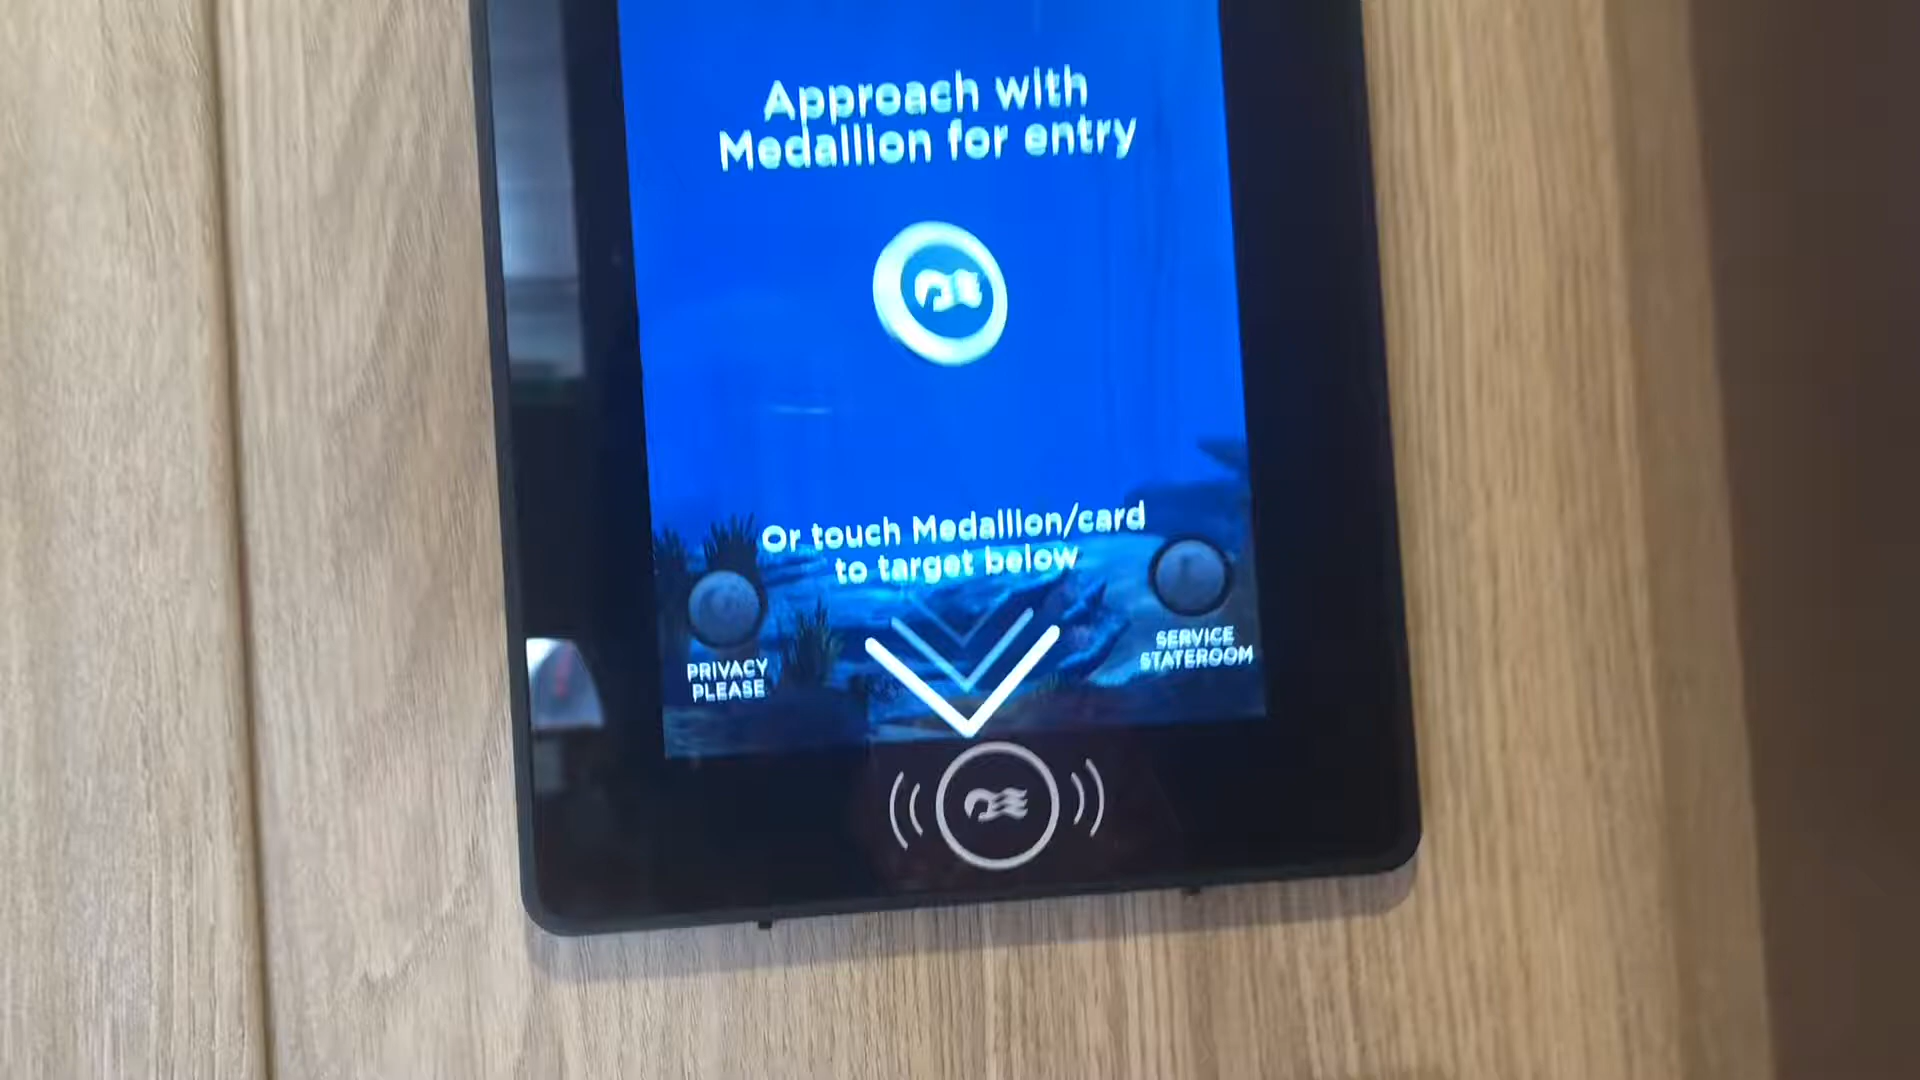 Approach with
Medallion for entry
Or touch Medallion/card
to target below
PRIVACY
PLEASE
SERVICE
STATEROOM